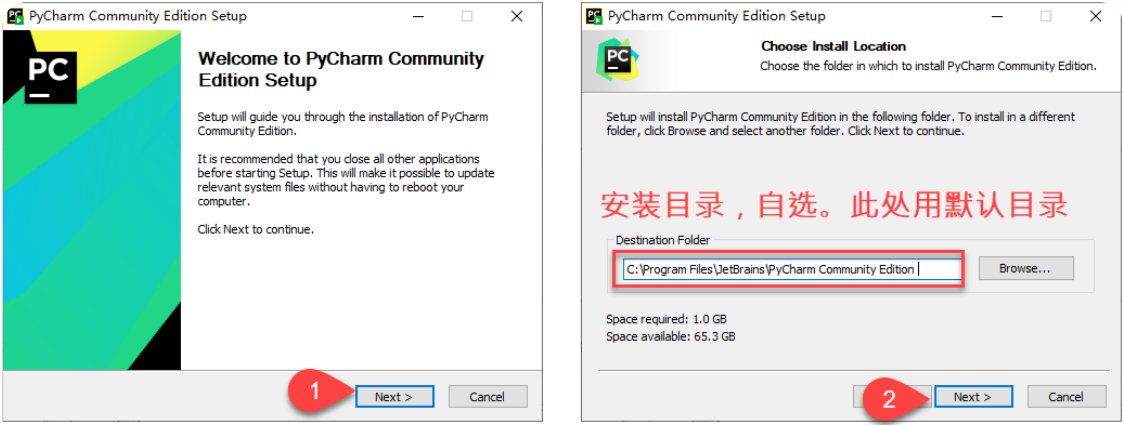 PyCharm Community Edition Setup
PC
Welcome to PyCharm Community
Edition Setup
Setup will guide you through the installation of PyCharm
Community Edition.
It is recommended that you close all other applications
before starting Setup. This will make it possible to update
relevant system files without having to reboot your
computer.
Click Next to continue.
1
Next >
Cancel
PyCharm Community Edition Setup
PC
Choose Install Location
Choose the folder in which to install PyCharm Community Edition.
Setup will install PyCharm Community Edition in the following folder. To install in a different
folder, click Browse and select another folder. Click Next to continue.
安装目录，自选。此处用默认目录
Destination Folder
C:\Program Files\JetBrains\PyCharm Community Edition
Browse...
Space required: 1.0 GB
Space available: 65.3 GB
2
Next >
Cancel